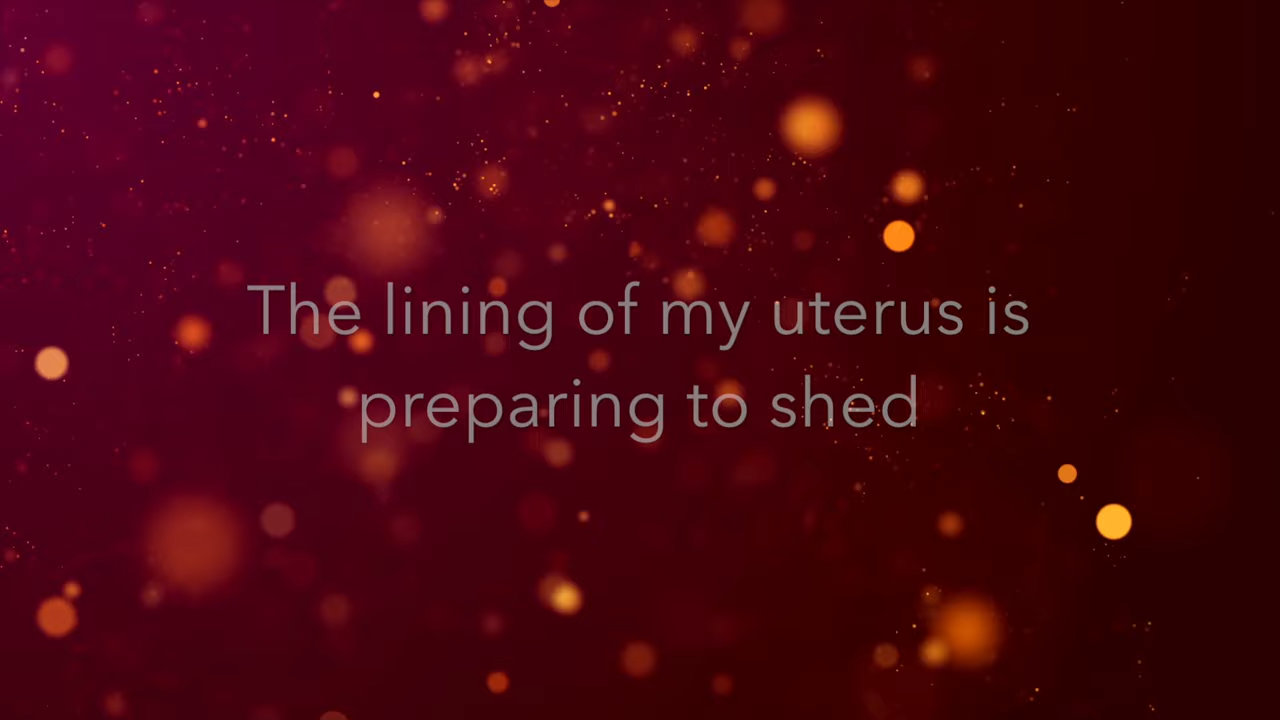 The lining of my uterus is
preparing to shed